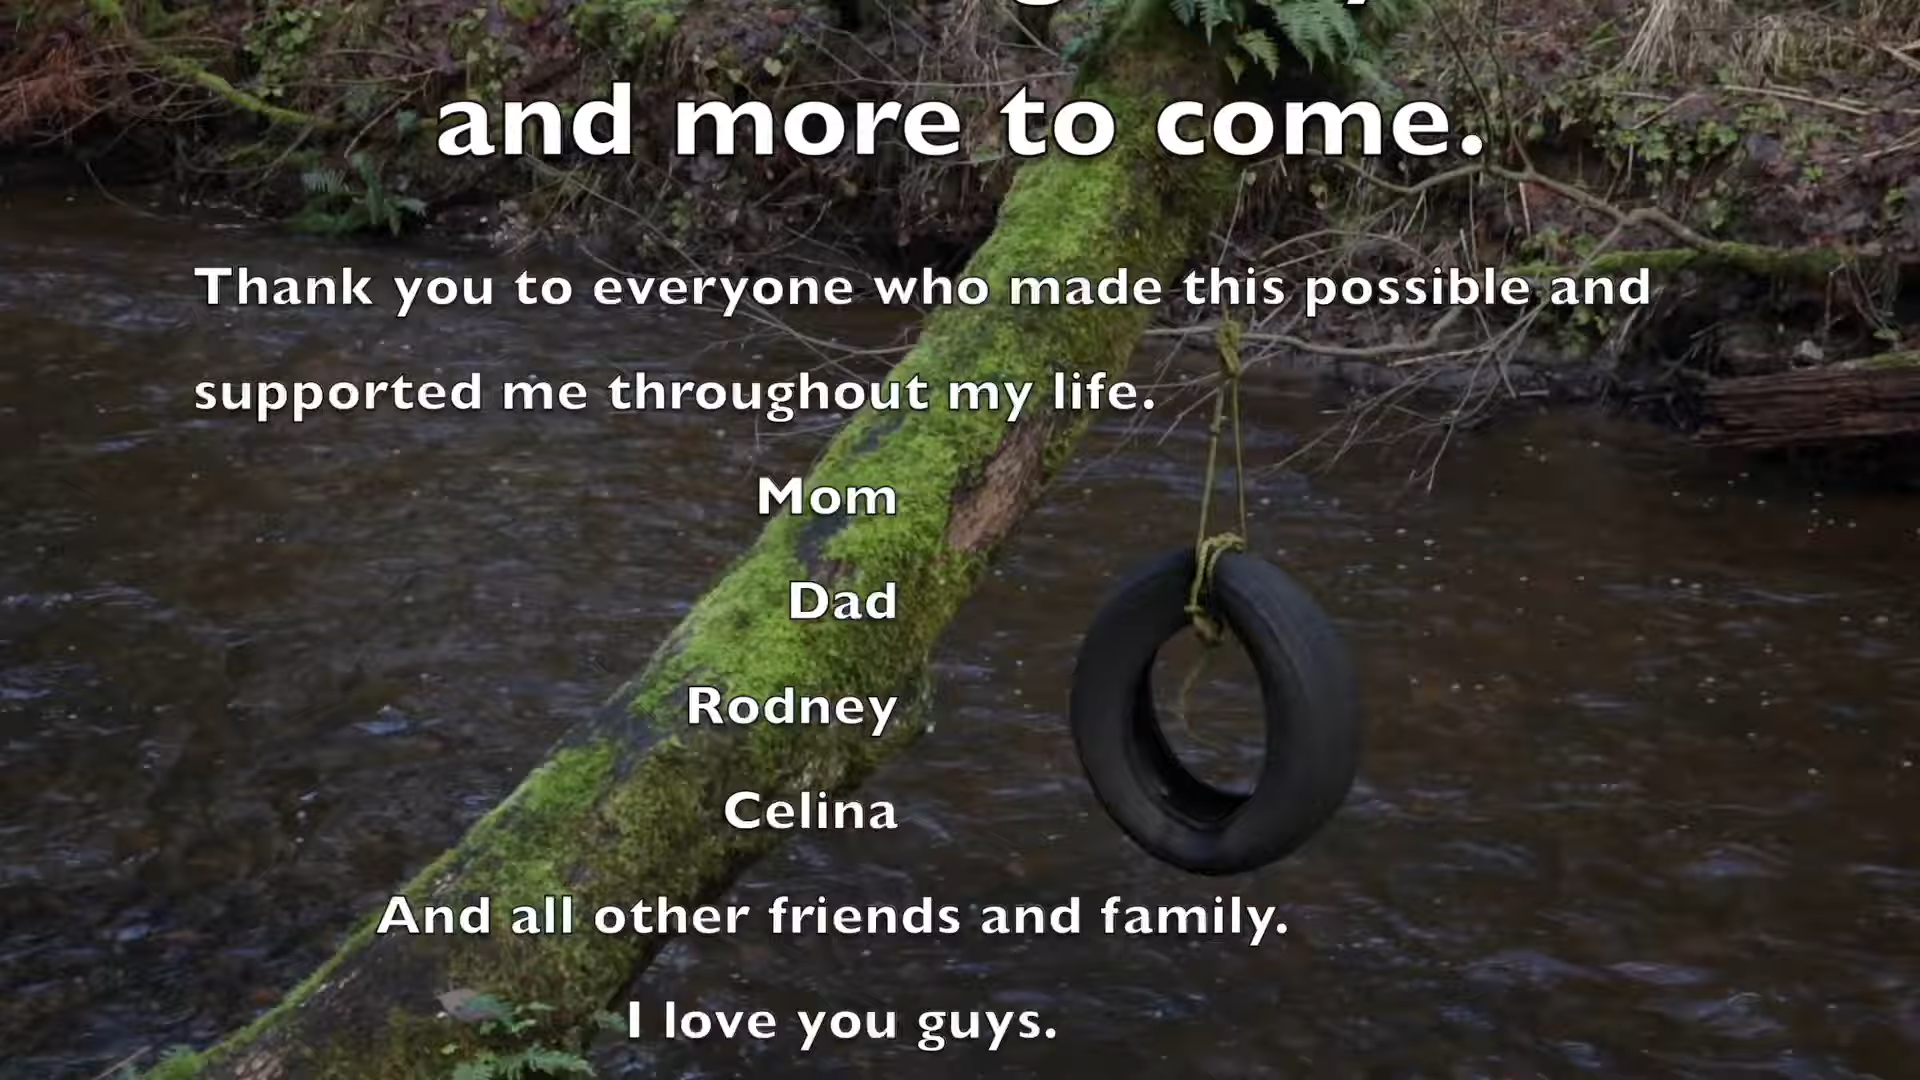 and more to come.
Thank you to everyone who made this possible and
supported me throughout my life.
Mom
Dad
Rodney
Celina
And all other friends and family.
I love you guys.